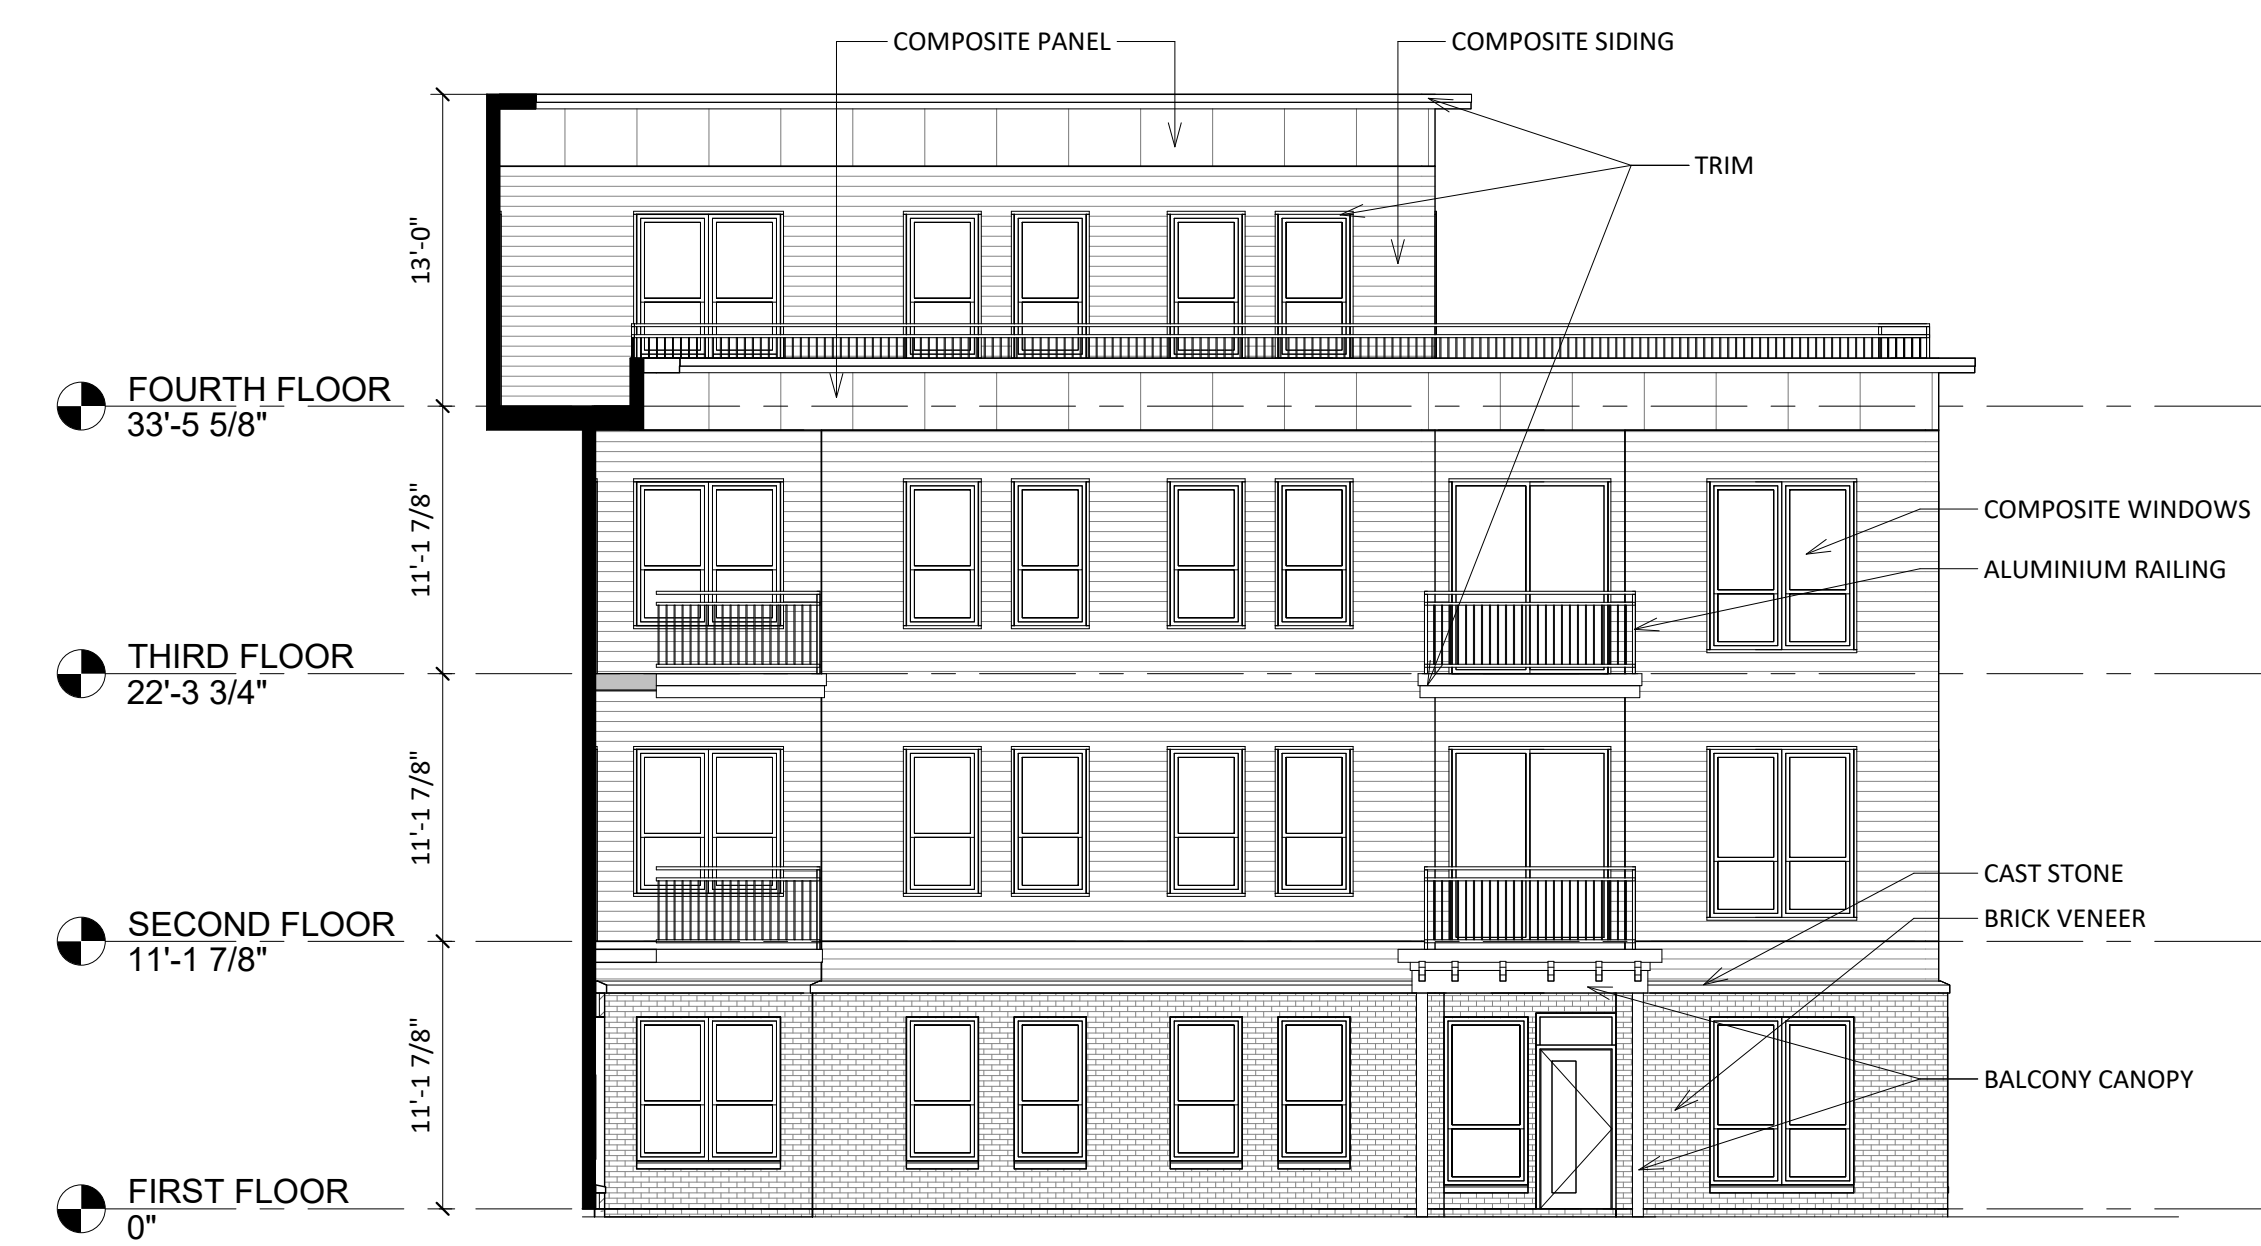 COMPOSITE PANEL
COMPOSITE SIDING
TRIM
13'-0"
FOURTH FLOOR
33'-5 5/8"
11'-1 7/8"
COMPOSITE WINDOWS
ALUMINIUM RAILING
THIRD FLOOR
22'-3 3/4"
11'-1 7/8"
CAST STONE
BRICK VENEER
SECOND FLOOR
11'-1 7/8"
11'-1 7/8"
BALCONY CANOPY
FIRST FLOOR
0"